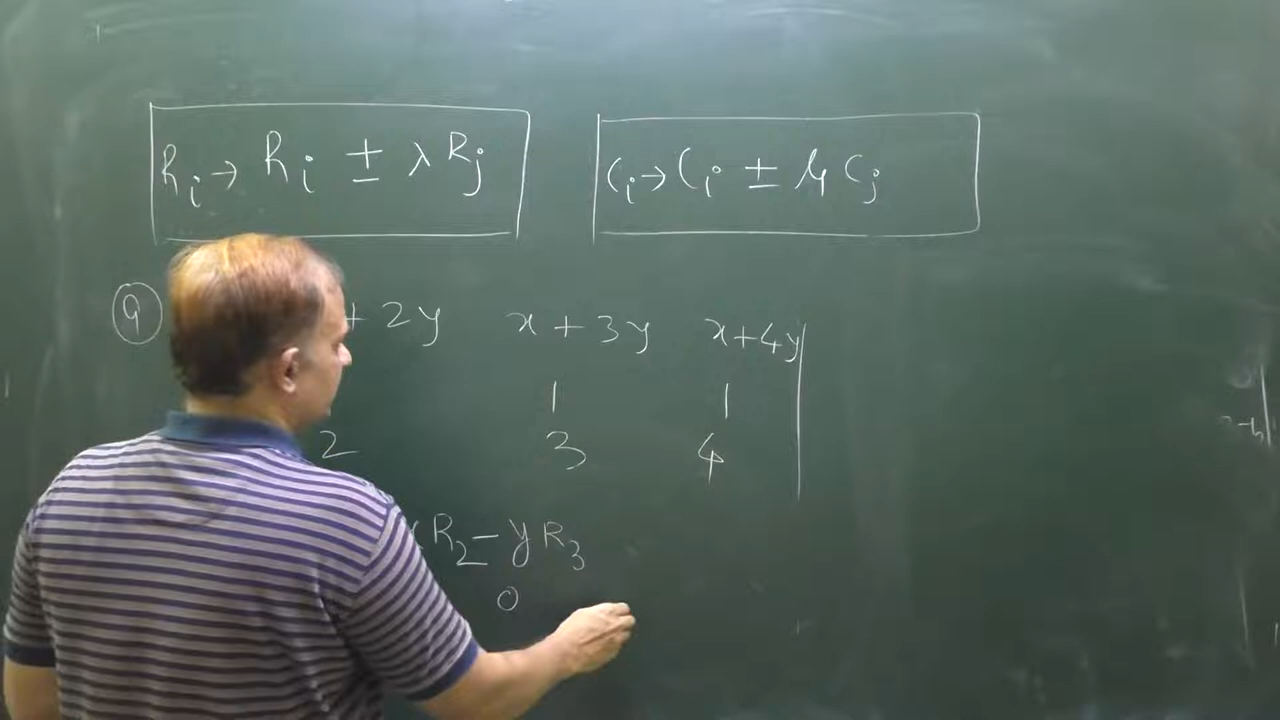 Ri → Ri ± λ Rj
Ci → Ci ± μ Cj
Q + 2y x + 3y x+4y
1 1
2 3 4
R2 – y R3
0